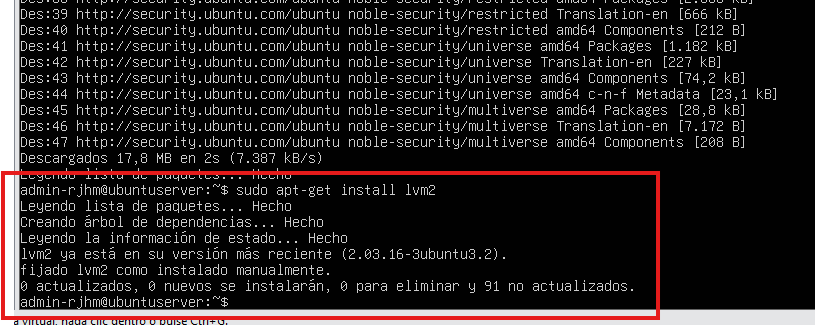 Des:39 http://security.ubuntu.com/ubuntu noble-security/restricted Translation-en [666 kB]
Des:40 http://security.ubuntu.com/ubuntu noble-security/restricted amd64 Components [212 B]
Des:41 http://security.ubuntu.com/ubuntu noble-security/universe amd64 Packages [1.182 kB]
Des:42 http://security.ubuntu.com/ubuntu noble-security/universe Translation-en [227 kB]
Des:43 http://security.ubuntu.com/ubuntu noble-security/universe amd64 Components [74,2 kB]
Des:44 http://security.ubuntu.com/ubuntu noble-security/universe amd64 c-n-f Metadata [23,1 kB]
Des:45 http://security.ubuntu.com/ubuntu noble-security/multiverse amd64 Packages [28,8 kB]
Des:46 http://security.ubuntu.com/ubuntu noble-security/multiverse Translation-en [7.172 B]
Des:47 http://security.ubuntu.com/ubuntu noble-security/multiverse amd64 Components [208 B]
Descargados 17,8 MB en 2s (7.387 kB/s)
Leyendo lista de paquetes... Hecho
admin-rjhm@ubuntuserver:~$ sudo apt-get install lvm2
Leyendo lista de paquetes... Hecho
Creando árbol de dependencias... Hecho
Leyendo la información de estado... Hecho
lvm2 ya está en su versión más reciente (2.03.16-3ubuntu3.2).
fijado lvm2 como instalado manualmente.
0 actualizados, 0 nuevos se instalarán, 0 para eliminar y 91 no actualizados.
admin-rjhm@ubuntuserver:~$
a virtual, haga clic dentro o pulse Ctrl+G.